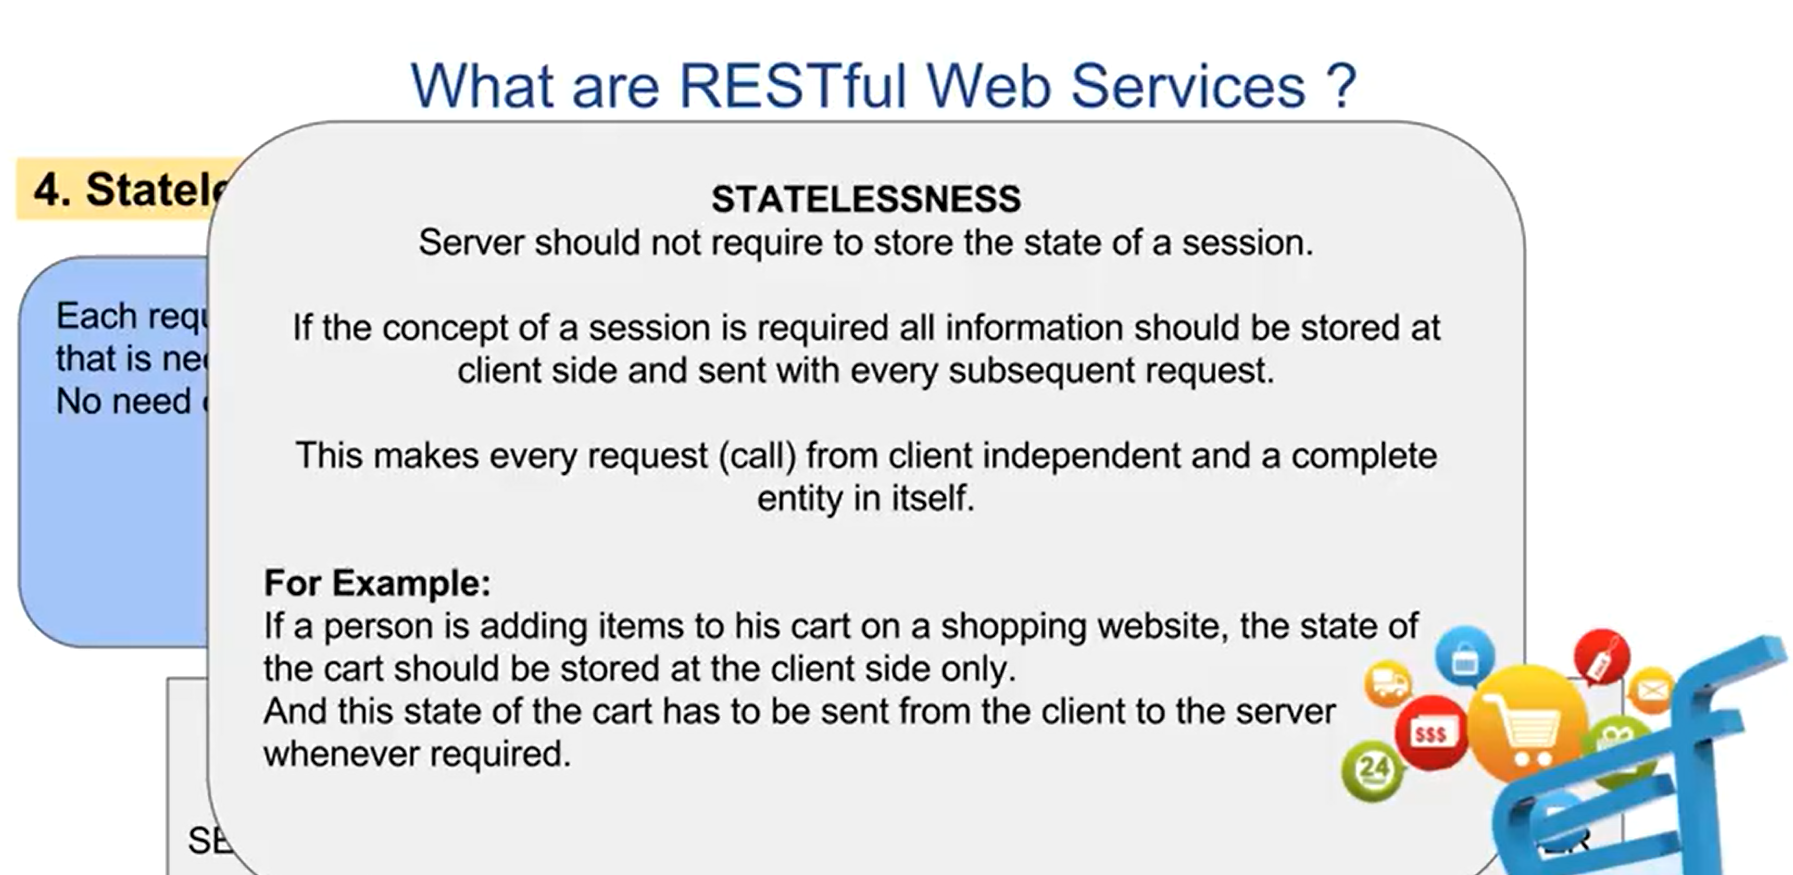 What are RESTful Web Services ?
4.
STATELESSNESS
Server should not require to store the state of a session.
If the concept of a session is required all information should be stored at
client side and sent with every subsequent request.
This makes every request (call) from client independent and a complete
entity in itself.
For Example:
If a person is adding items to his cart on a shopping website, the state of
the cart should be stored at the client side only.
And this state of the cart has to be sent from the client to the server
whenever required.
Each
that is
No need
$$$
24